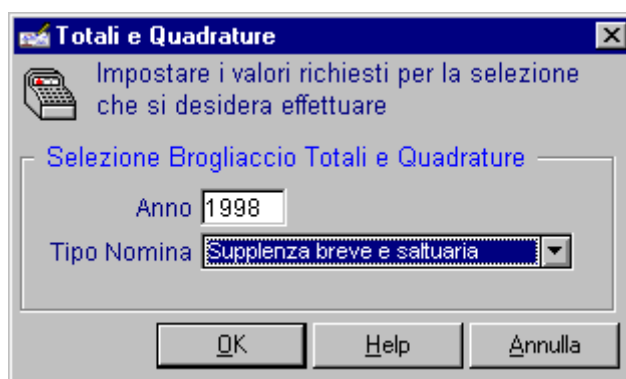 Totali e Quadrature
Impostare i valori richiesti per la selezione
che si desidera effettuare
Selezione Brogliaccio Totali e Quadrature
Anno 1998
Tipo Nomina Supplenza breve e saltuaria
OK Help Annulla